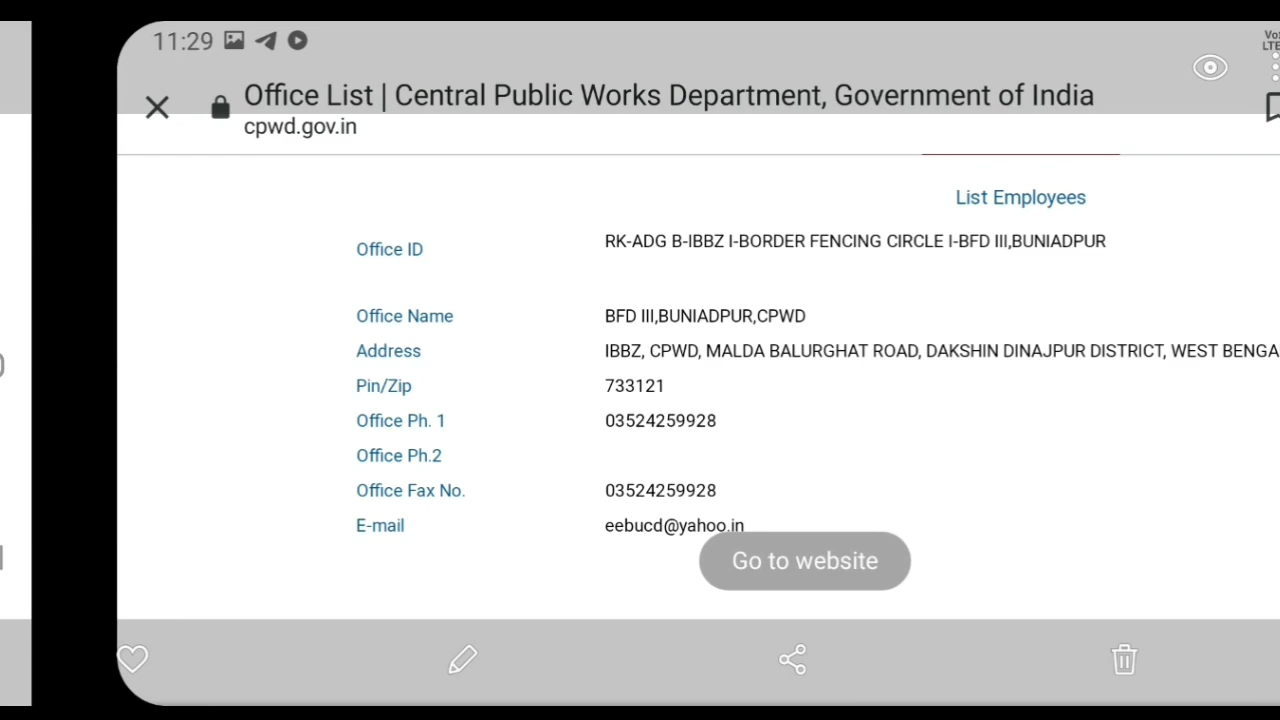 11:29
Vo
LTE
Office List | Central Public Works Department, Government of India
cpwd.gov.in
List Employees
Office ID RK-ADG B-IBBZ I-BORDER FENCING CIRCLE I-BFD III,BUNIADPUR
Office Name BFD III,BUNIADPUR,CPWD
Address IBBZ, CPWD, MALDA BALURGHAT ROAD, DAKSHIN DINAJPUR DISTRICT, WEST BENGA
Pin/Zip 733121
Office Ph. 1 03524259928
Office Ph.2
Office Fax No. 03524259928
E-mail eebucd@yahoo.in
Go to website